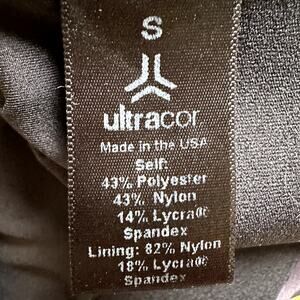 S
ultracor
Made in the USA
Self:
43% Polyester
43% Nylon
14% Lycra®
Spandex
Lining: 82% Nylon
18% Lycra®
Spandex